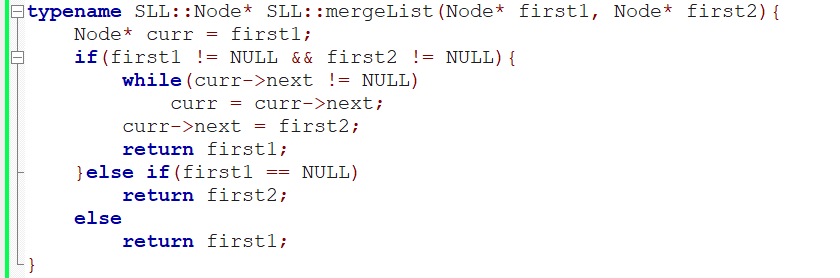 typename SLL::Node* SLL::mergeList(Node* first1, Node* first2){
    Node* curr = first1;
    if(first1 != NULL && first2 != NULL){
        while(curr->next != NULL)
            curr = curr->next;
        curr->next = first2;
        return first1;
    }else if(first1 == NULL)
        return first2;
    else
        return first1;
}